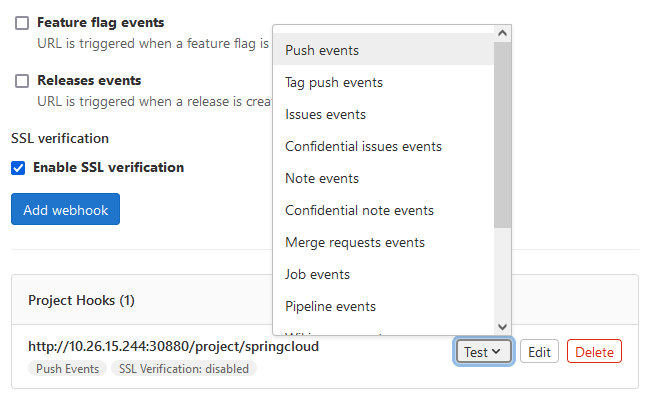 Feature flag events
URL is triggered when a feature flag is
Releases events
URL is triggered when a release is crea
SSL verification
Enable SSL verification
Add webhook
Push events
Tag push events
Issues events
Confidential issues events
Note events
Confidential note events
Merge requests events
Job events
Pipeline events
Project Hooks (1)
http://10.26.15.244:30880/project/springcloud
Push Events SSL Verification: disabled
Test Edit Delete